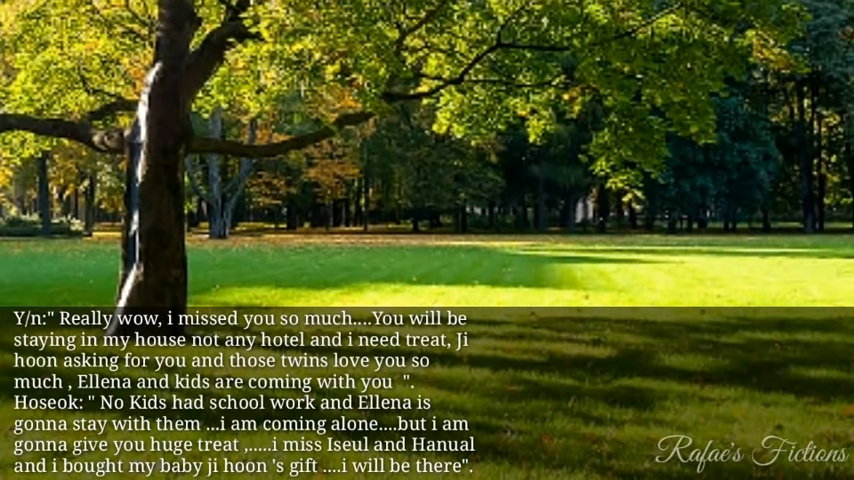 Y/n:" Really wow, i missed you so much....You will be
staying in my house not any hotel and i need treat, Ji
hoon asking for you and those twins love you so
much , Ellena and kids are coming with you  ".
Hoseok: " No Kids had school work and Ellena is
gonna stay with them ...i am coming alone....but i am
gonna give you huge treat ,.....i miss Iseul and Hanual
and i bought my baby ji hoon 's gift ....i will be there".
Rafae's Fictions